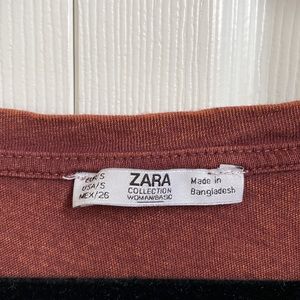 EUR S
USA/S
MEX/26
ZARA
COLLECTION
WOMAN/BASIC
Made in
Bangladesh